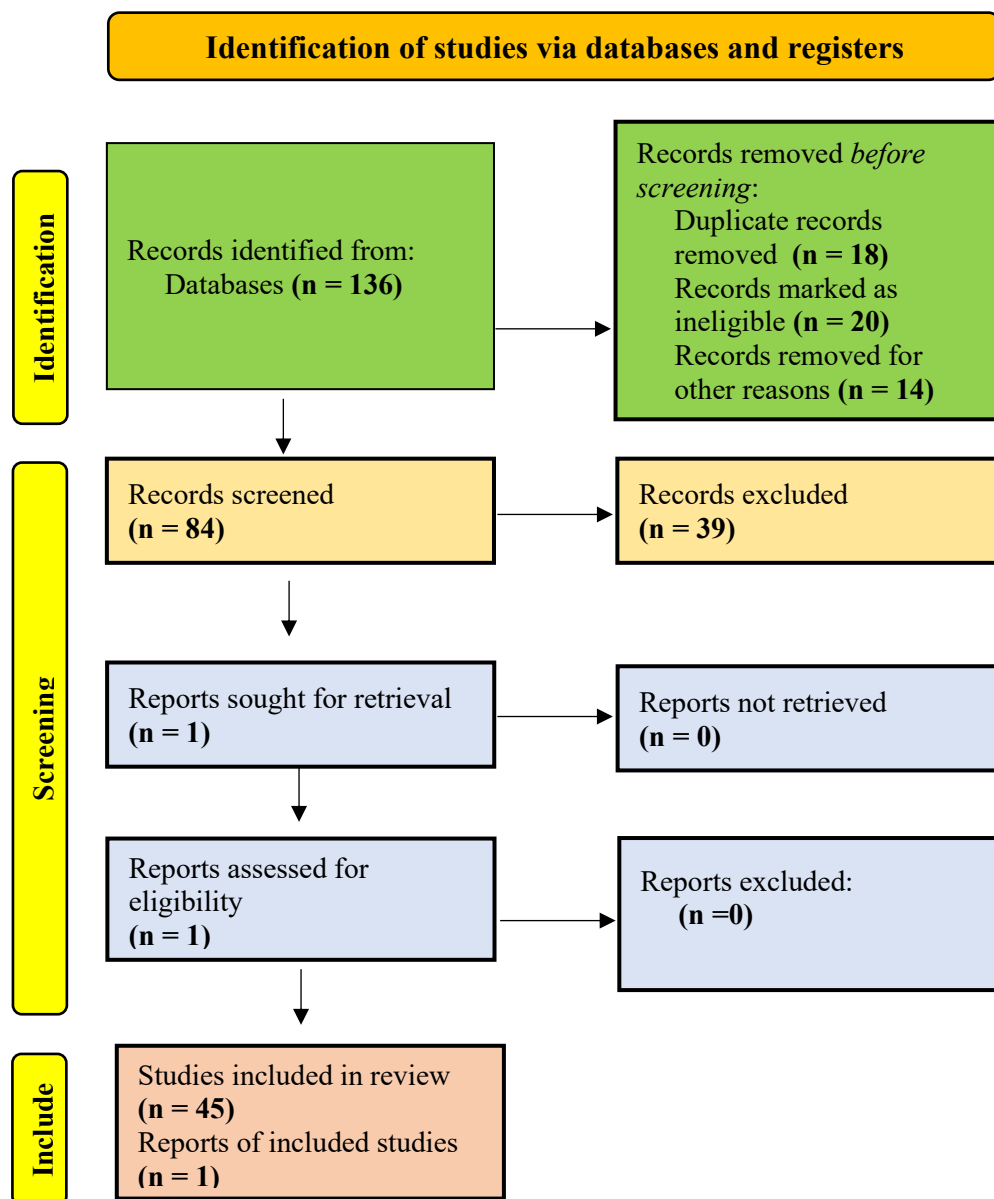 Identification of studies via databases and registers
Identification
Records identified from:
Databases (n = 136)
Records removed before
screening:
Duplicate records
removed  (n = 18)
Records marked as
ineligible (n = 20)
Records removed for
other reasons (n = 14)
Screening
Records screened
(n = 84)
Records excluded
(n = 39)
Reports sought for retrieval
(n = 1)
Reports not retrieved
(n = 0)
Reports assessed for
eligibility
(n = 1)
Reports excluded:
(n =0)
Include
Studies included in review
(n = 45)
Reports of included studies
(n = 1)